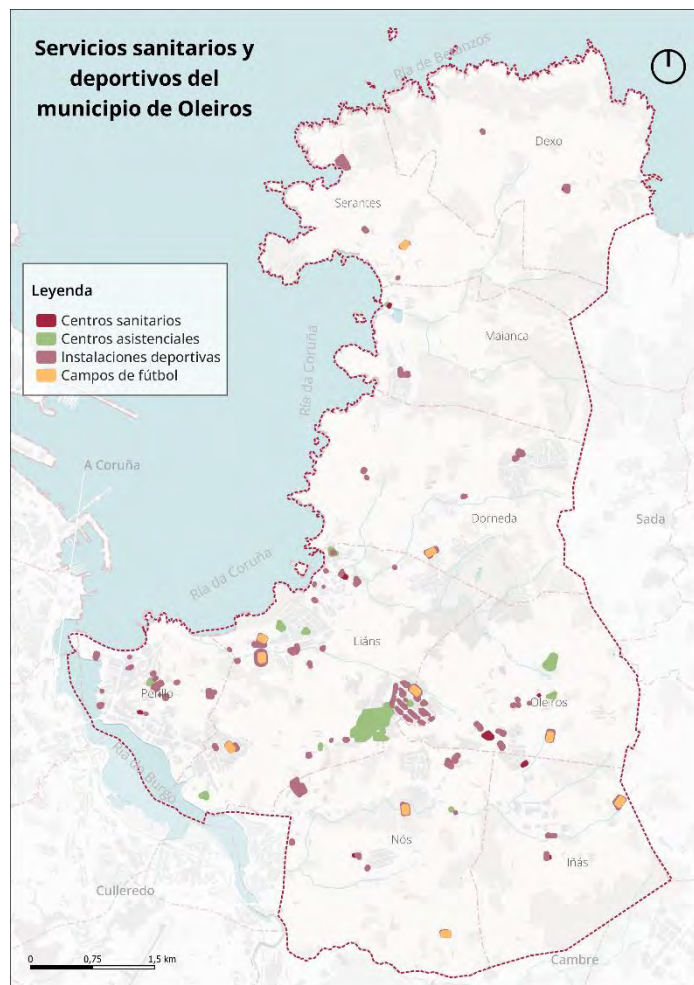 Servicios sanitarios y
deportivos del
municipio de Oleiros
Ría de Betanzos
Dexo
Serantes
Leyenda
Centros sanitarios
Centros asistenciales
Instalaciones deportivas
Campos de fútbol
Ría da Coruña
Maianca
A Coruña
Dorneda
Sada
Ría da Coruña
Liáns
Perillo
Oleiros
Ría do Burgo
Nós
Iñás
Culleredo
Cambre
0 0,75 1,5 km